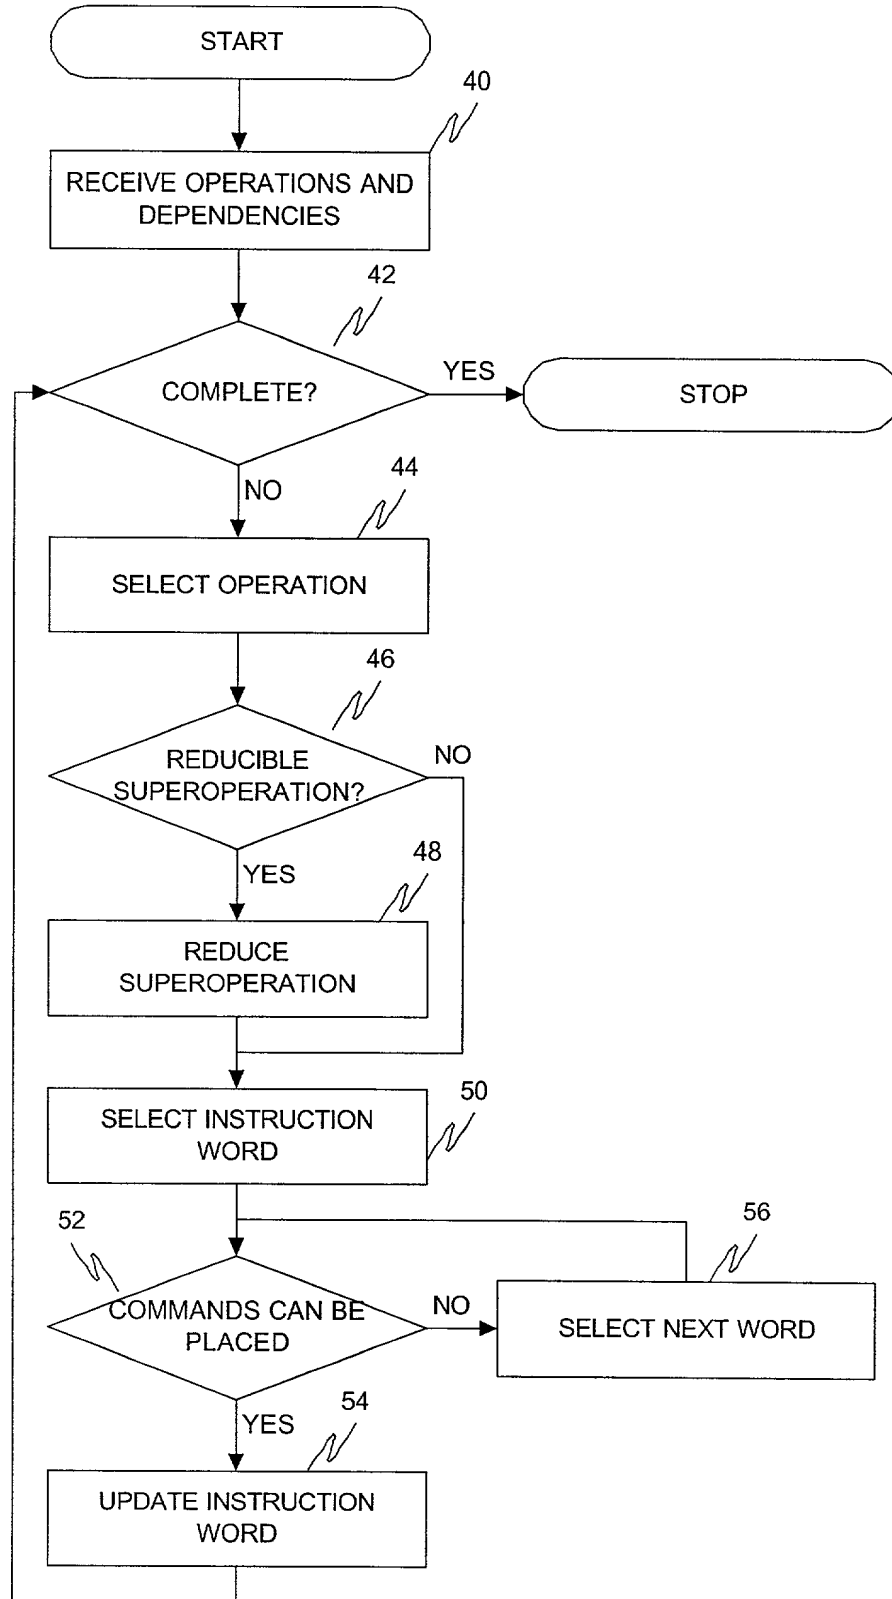 START
40
RECEIVE OPERATIONS AND
DEPENDENCIES
42
COMPLETE?
YES
STOP
NO
44
SELECT OPERATION
46
REDUCIBLE
SUPEROPERATION?
NO
YES
48
REDUCE
SUPEROPERATION
50
SELECT INSTRUCTION
WORD
52
56
COMMANDS CAN BE
PLACED
NO
SELECT NEXT WORD
YES
54
UPDATE INSTRUCTION
WORD